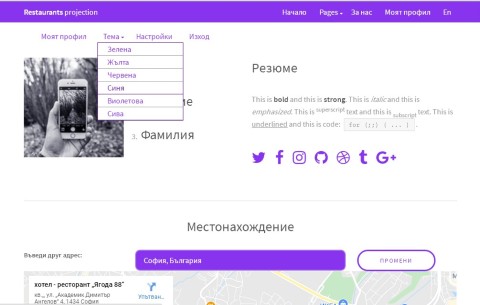 Restaurants projection
Начало Pages За нас Моят профил En
Моят профил Тема Настройки Изход
Зелена
Жълта
Червена
Синя
Виолетова
Сива
3. Фамилия
Резюме
This is bold and this is strong. This is italic and this is
emphasized. This is superscript text and this is subscript text. This is
underlined and this is code: for (;;) { ... }.
Местонахождение
Въведи друг адрес:
София, България
ПРОМЕНИ
хотел - ресторант „Ягода 88"
кв.„ ул. „Академик Димитър
Ангелов" 4, 1434 София
Упътван..